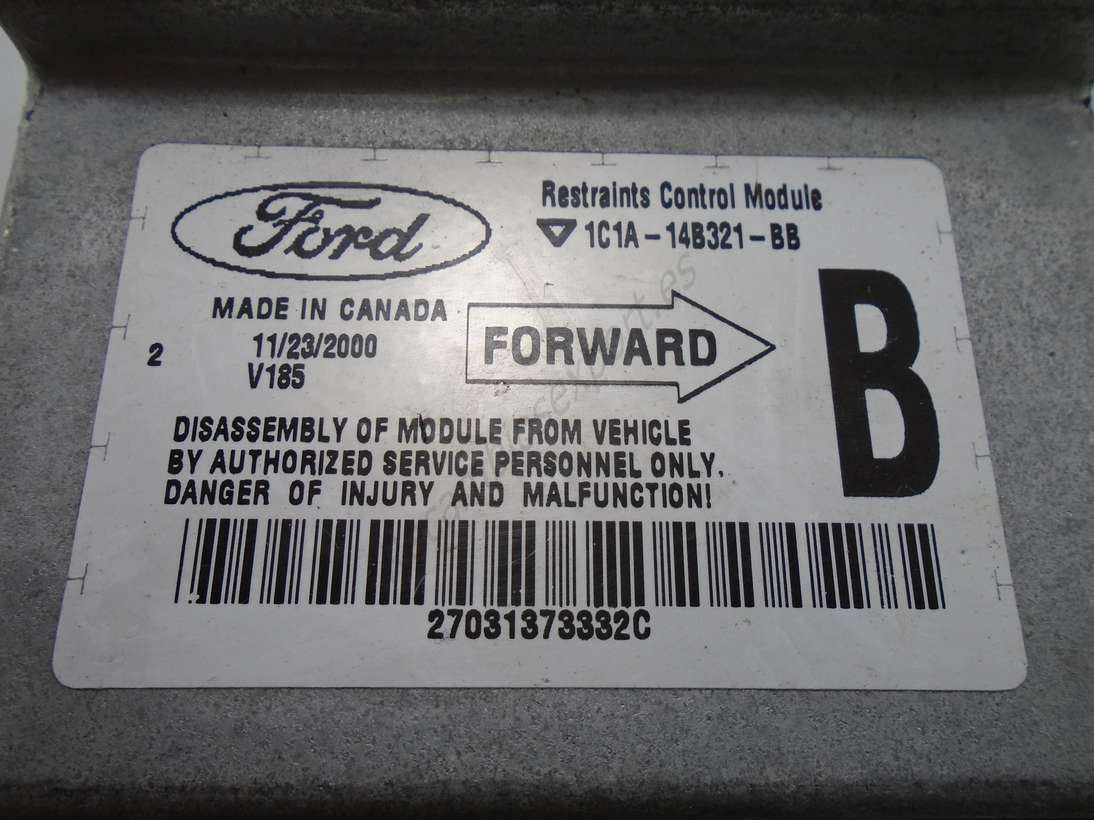 Ford
Restraints Control Module
1C1A-14B321-BB
MADE IN CANADA
11/23/2000
2
V185
FORWARD
B
DISASSEMBLY OF MODULE FROM VEHICLE
BY AUTHORIZED SERVICE PERSONNEL ONLY.
DANGER OF INJURY AND MALFUNCTION!
27031373332C